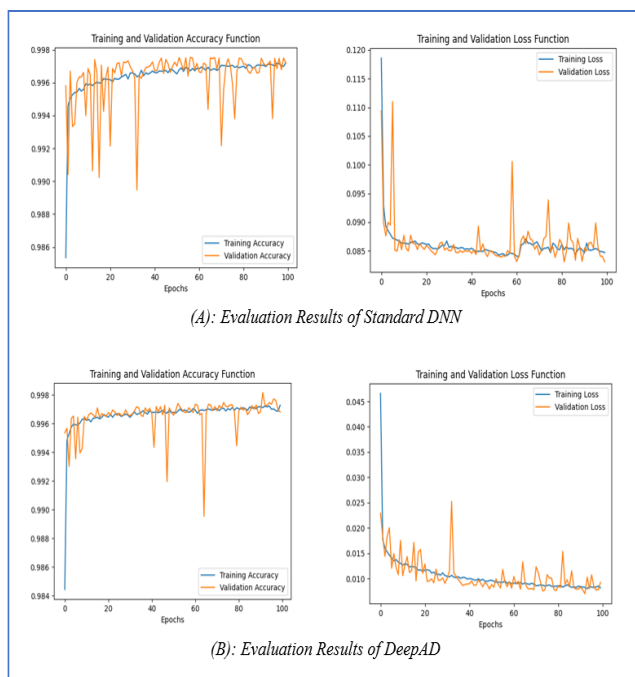 Training and Validation Accuracy Function
0.998
0.996
0.994
0.992
0.990
0.988
0.986
Training Accuracy
Validation Accuracy
0 20 40 60 80 100
Epochs
Training and Validation Loss Function
0.120
0.115
0.110
0.105
0.100
0.095
0.090
0.085
Training Loss
Validation Loss
0 20 40 60 80 100
Epochs
(A): Evaluation Results of Standard DNN
Training and Validation Accuracy Function
0.998
0.996
0.994
0.992
0.990
0.988
0.986
0.984
Training Accuracy
Validation Accuracy
0 20 40 60 80 100
Epochs
Training and Validation Loss Function
0.045
0.040
0.035
0.030
0.025
0.020
0.015
0.010
Training Loss
Validation Loss
0 20 40 60 80 100
Epochs
(B): Evaluation Results of DeepAD